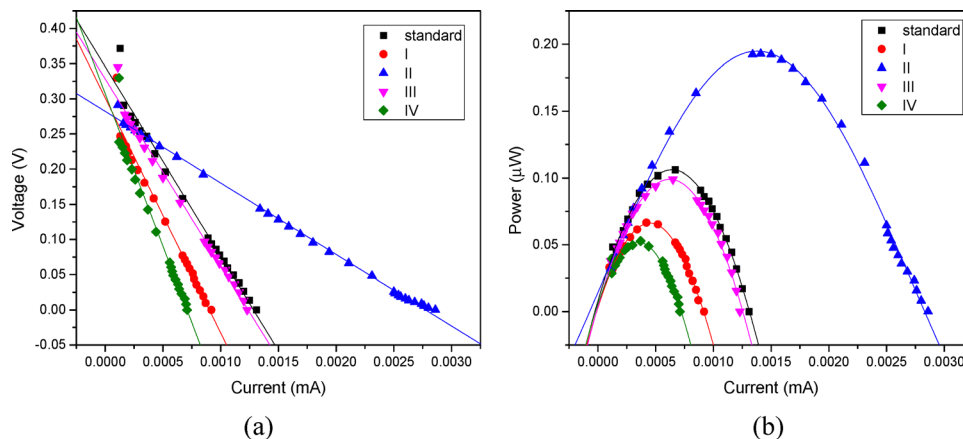 0.40
0.35
0.30
0.25
0.20
0.15
0.10
0.05
0.00
-0.05
Voltage (V)
standard
I
II
III
IV
0.0000 0.0005 0.0010 0.0015 0.0020 0.0025 0.0030
Current (mA)
(a)
0.20
0.15
0.10
0.05
0.00
Power (µW)
standard
I
II
III
IV
0.0000 0.0005 0.0010 0.0015 0.0020 0.0025 0.0030
Current (mA)
(b)